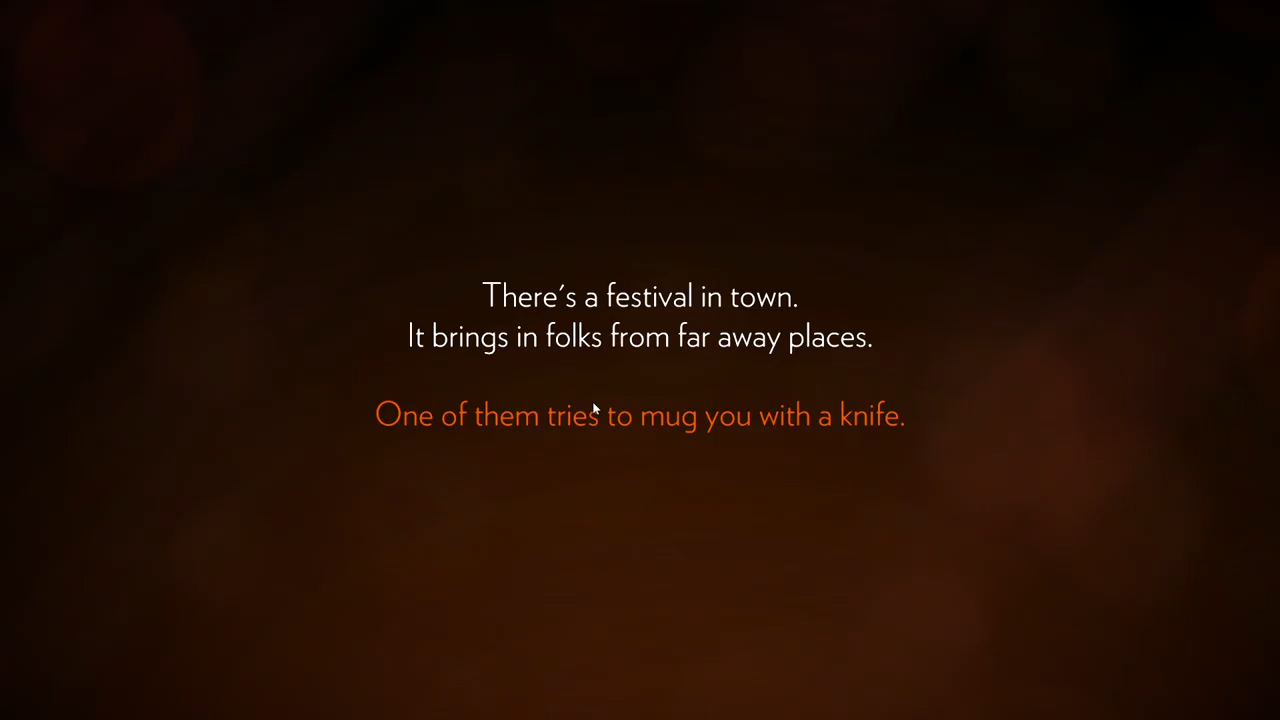 There's a festival in town.
It brings in folks from far away places.
One of them tries to mug you with a knife.